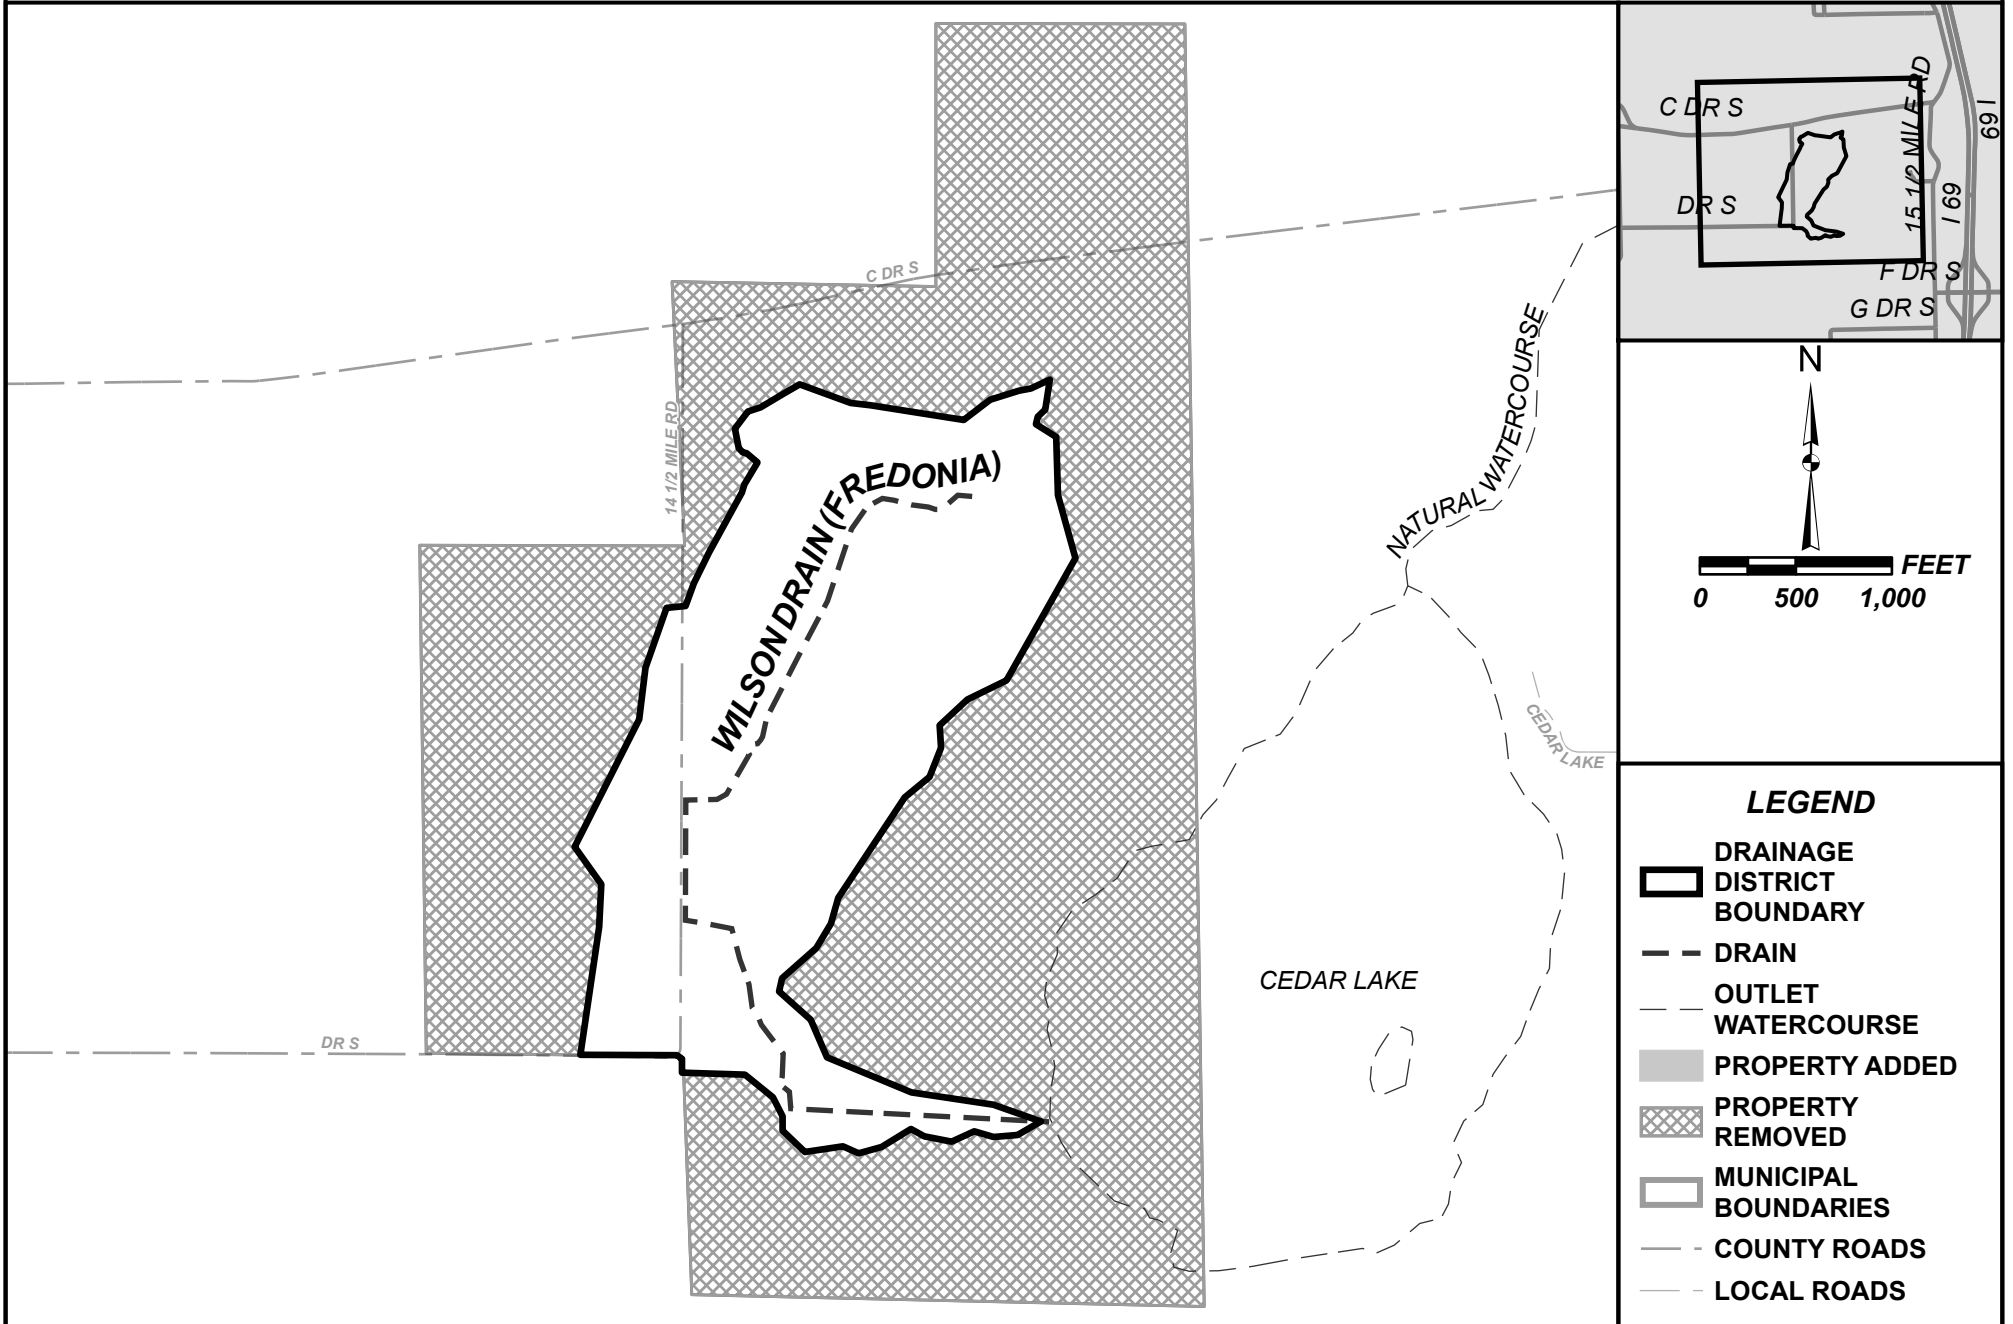 C DR S
14 1/2 MILE RD
WILSON DRAIN (FREDONIA)
DR S
NATURAL WATERCOURSE
CEDAR LAKE
CEDAR LAKE
C DR S
DR S
15 1/2 MILE RD
I 69
I 69
F DR S
G DR S
N
FEET
0 500 1,000
LEGEND
DRAINAGE
DISTRICT
BOUNDARY
DRAIN
OUTLET
WATERCOURSE
PROPERTY ADDED
PROPERTY
REMOVED
MUNICIPAL
BOUNDARIES
COUNTY ROADS
LOCAL ROADS